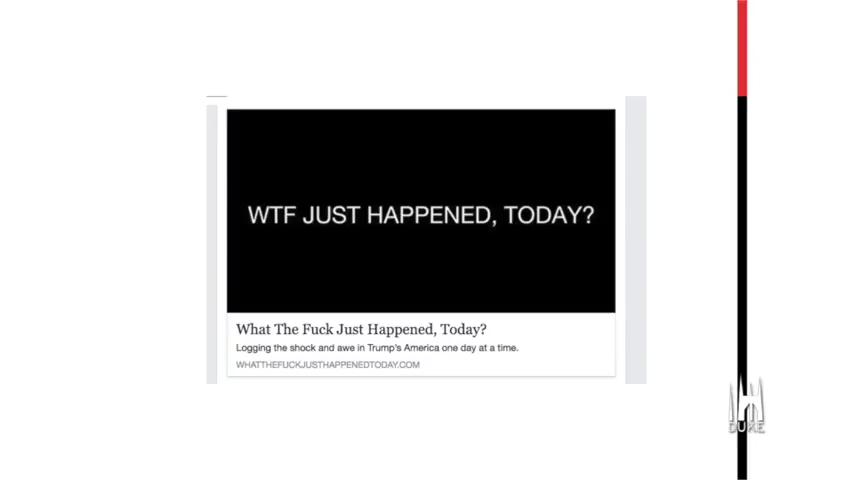 WTF JUST HAPPENED, TODAY?
What The Fuck Just Happened, Today?
Logging the shock and awe in Trump's America one day at a time.
WHATTHEFUCKJUSTHAPPENEDTODAY.COM
DUKE